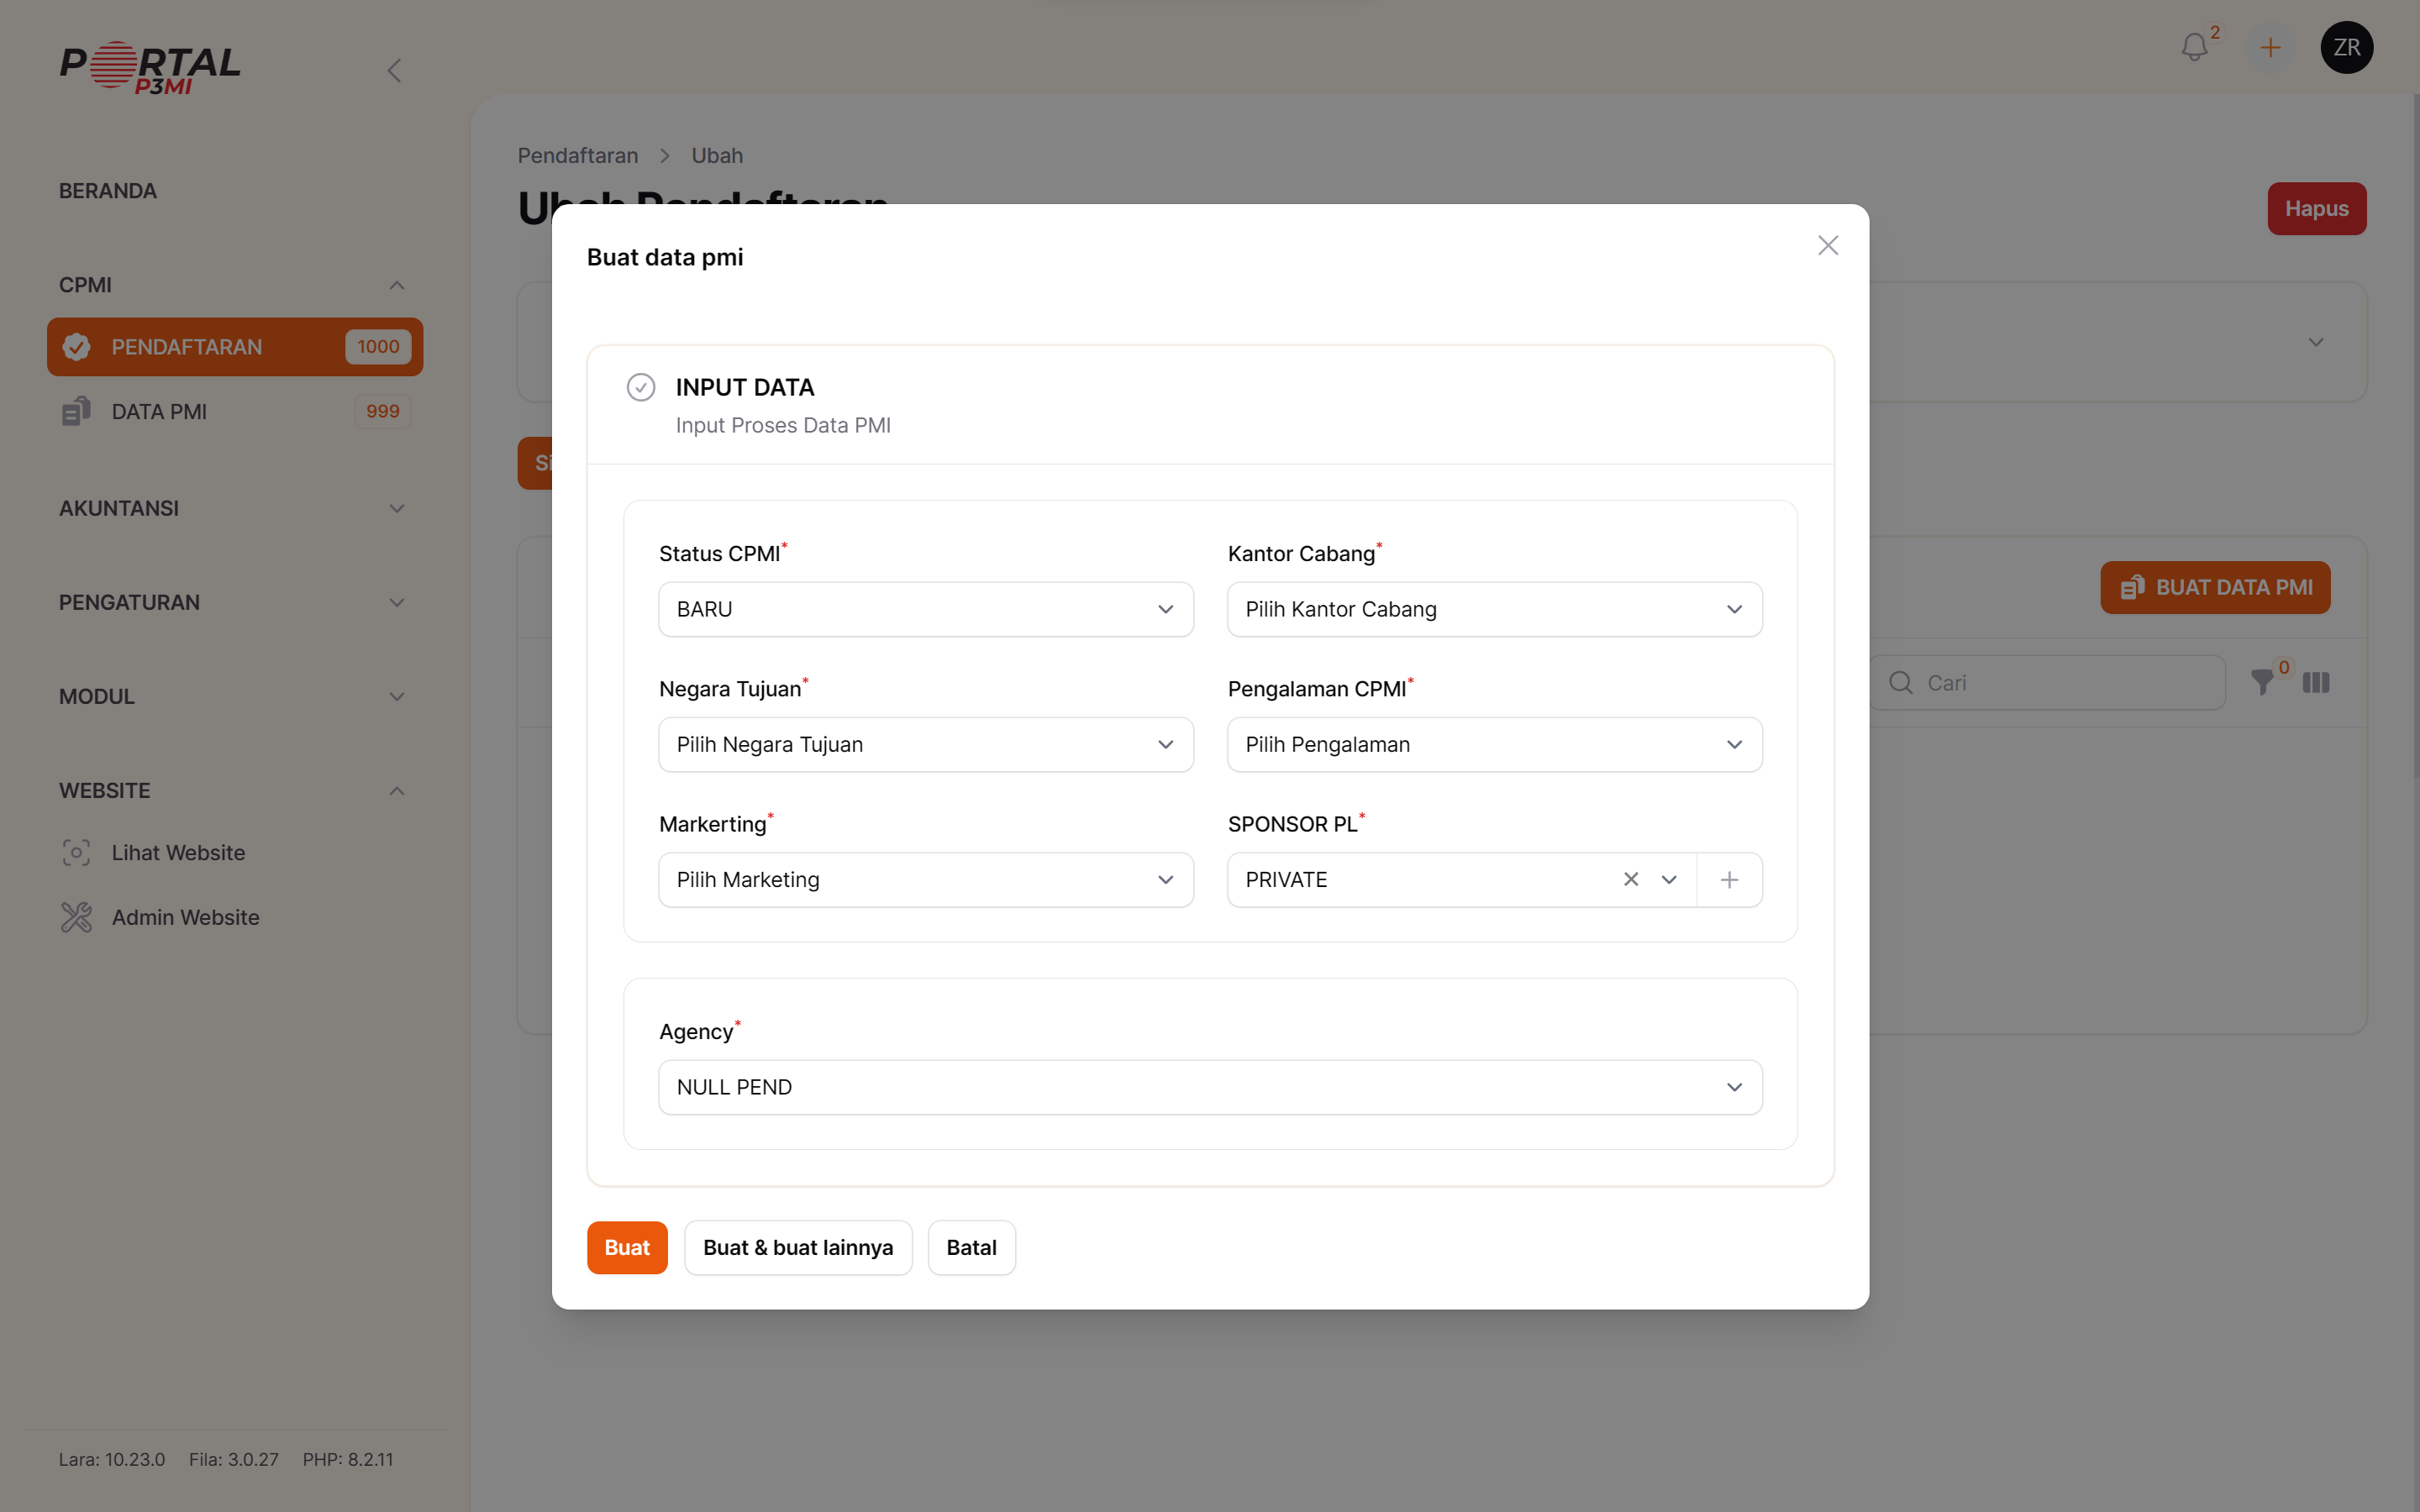 PORTAL
P3MI
2
ZR
BERANDA
CPMI
PENDAFTARAN 1000
DATA PMI 999
AKUNTANSI
PENGATURAN
MODUL
WEBSITE
Lihat Website
Admin Website
Lara: 10.23.0 Fila: 3.0.27 PHP: 8.2.11
Pendaftaran > Ubah
Ubah Pendaftaran
Hapus
Buat data pmi
INPUT DATA
Input Proses Data PMI
Status CPMI* Kantor Cabang*
BARU Pilih Kantor Cabang
Negara Tujuan* Pengalaman CPMI*
Pilih Negara Tujuan Pilih Pengalaman
Markerting* SPONSOR PL*
Pilih Marketing PRIVATE
Agency*
NULL PEND
Buat Buat & buat lainnya Batal
BUAT DATA PMI
Cari 0